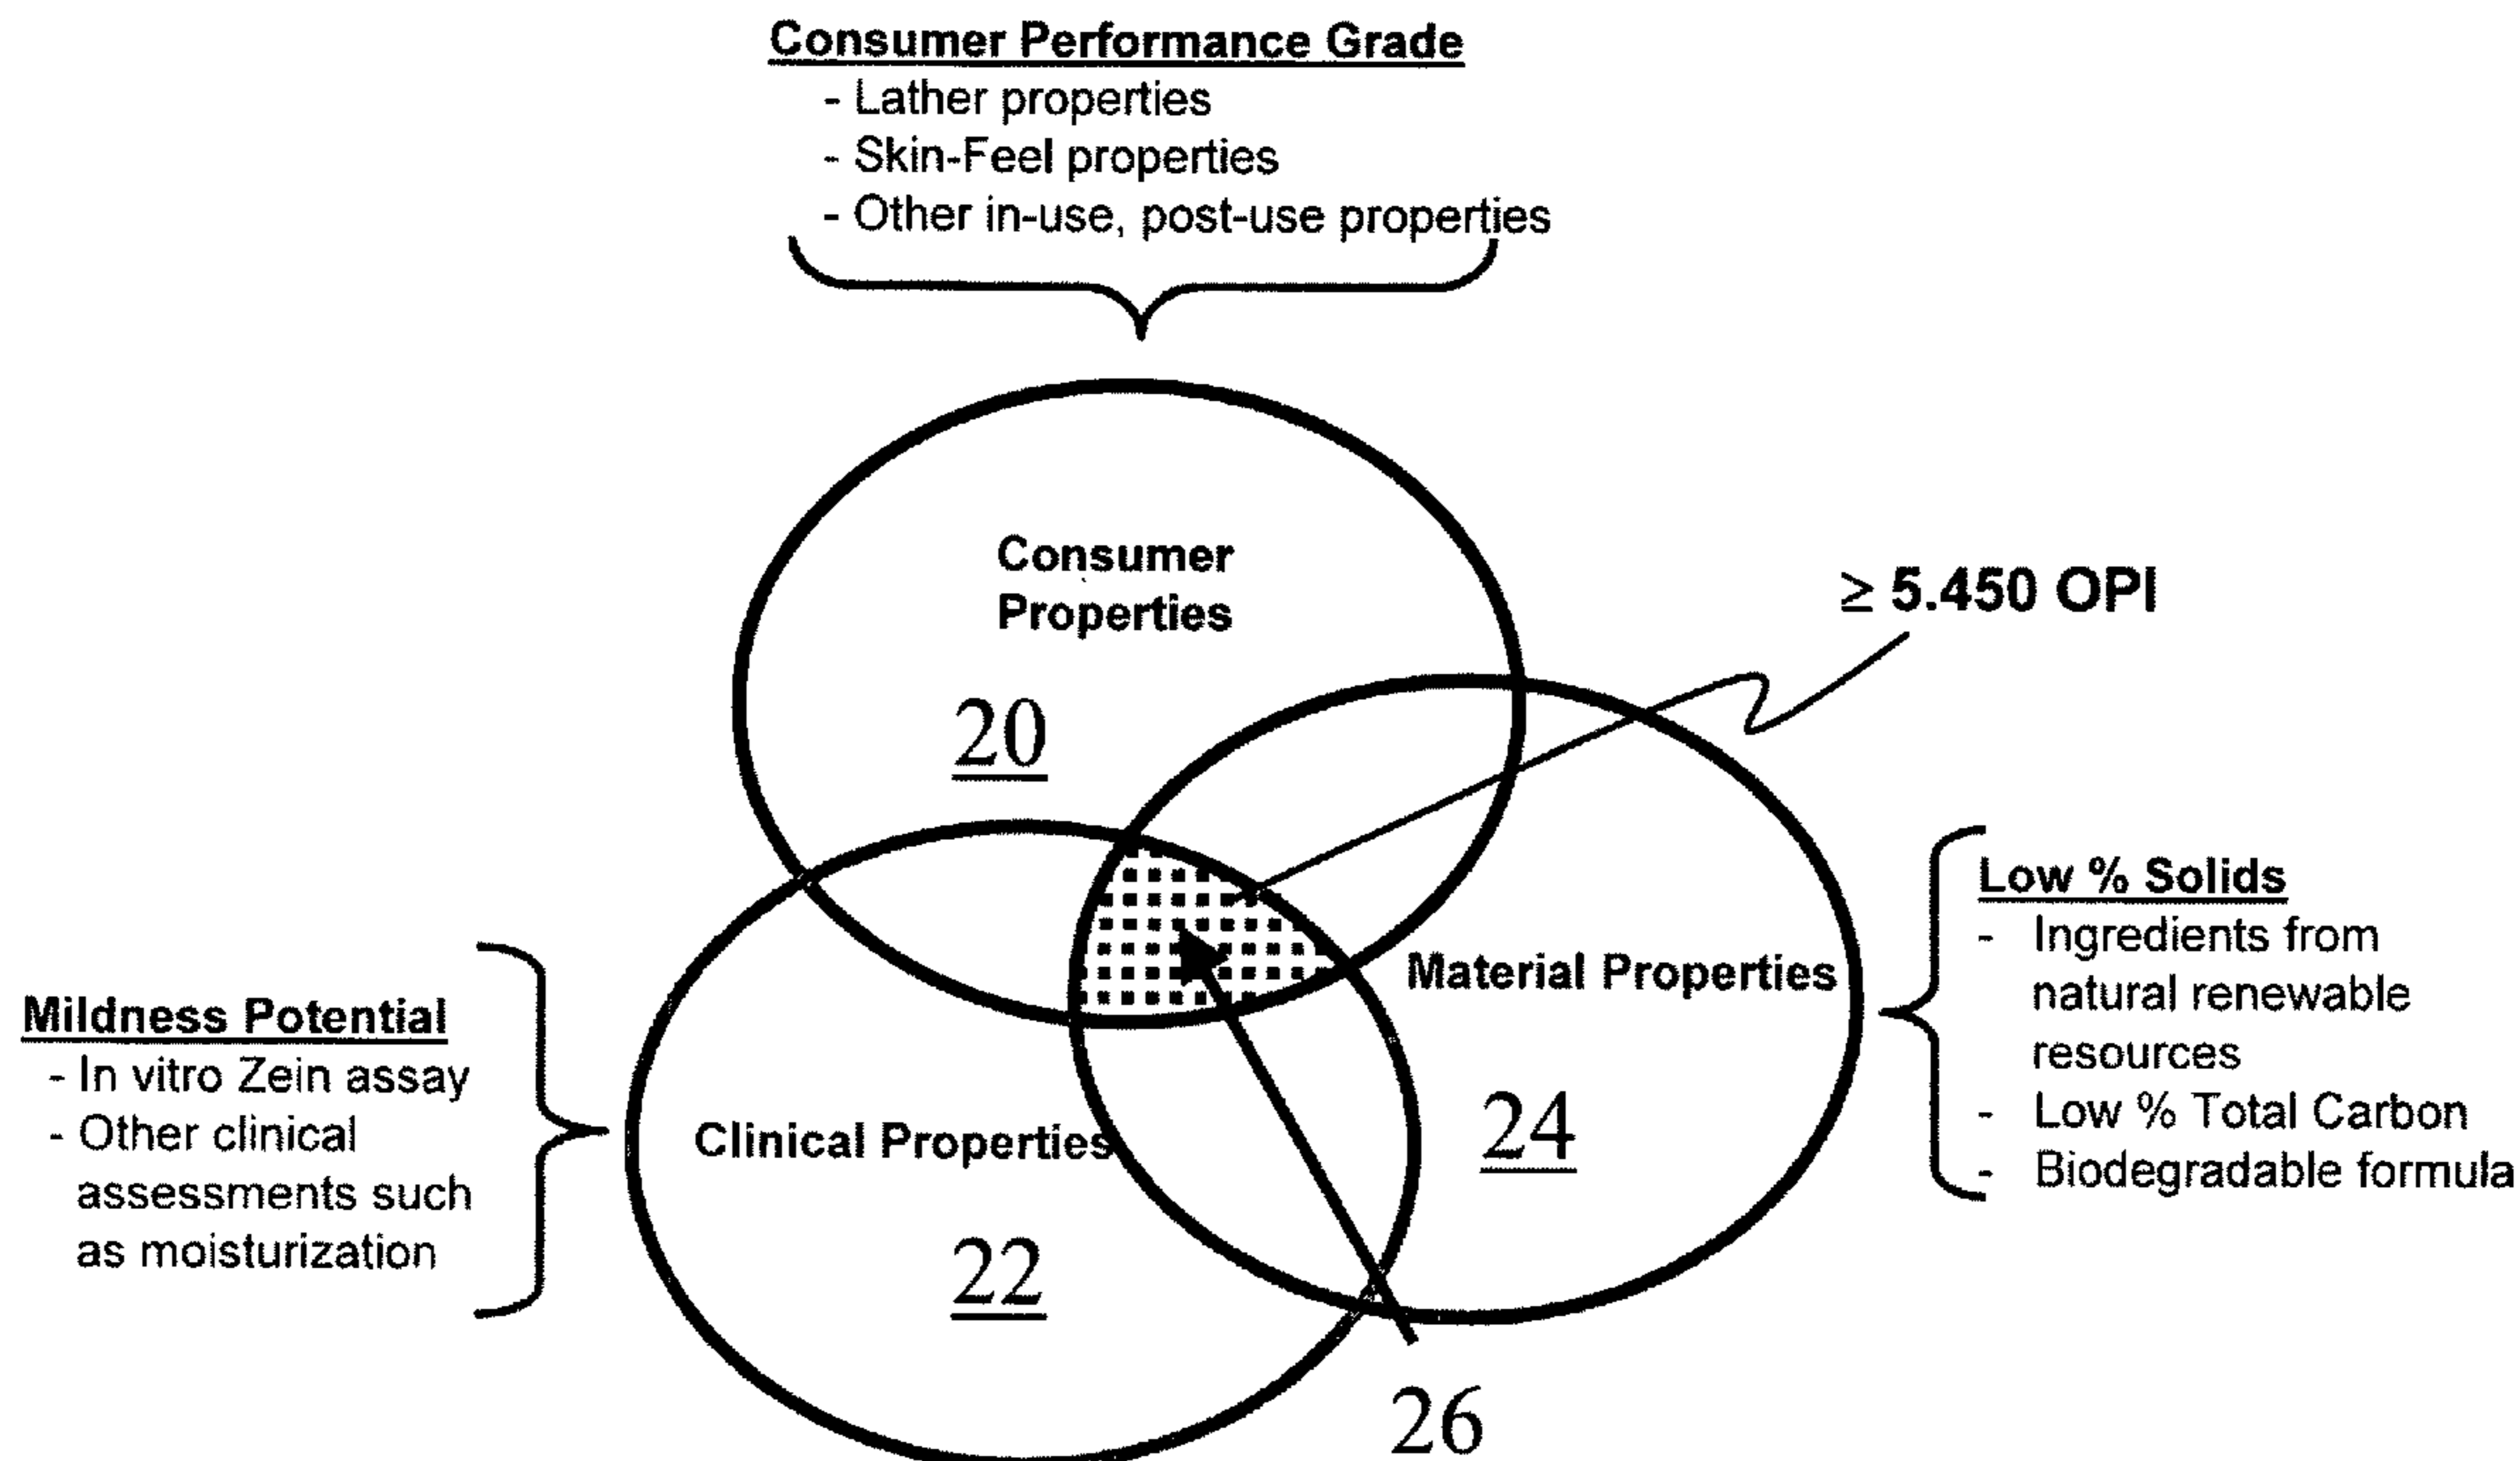 Consumer Performance Grade
- Lather properties
- Skin-Feel properties
- Other in-use, post-use properties
Consumer
Properties
20
≥ 5.450 OPI
Mildness Potential
- In vitro Zein assay
- Other clinical
assessments such
as moisturization
Clinical Properties
22
Material Properties
24
Low % Solids
- Ingredients from
natural renewable
resources
- Low % Total Carbon
- Biodegradable formula
26